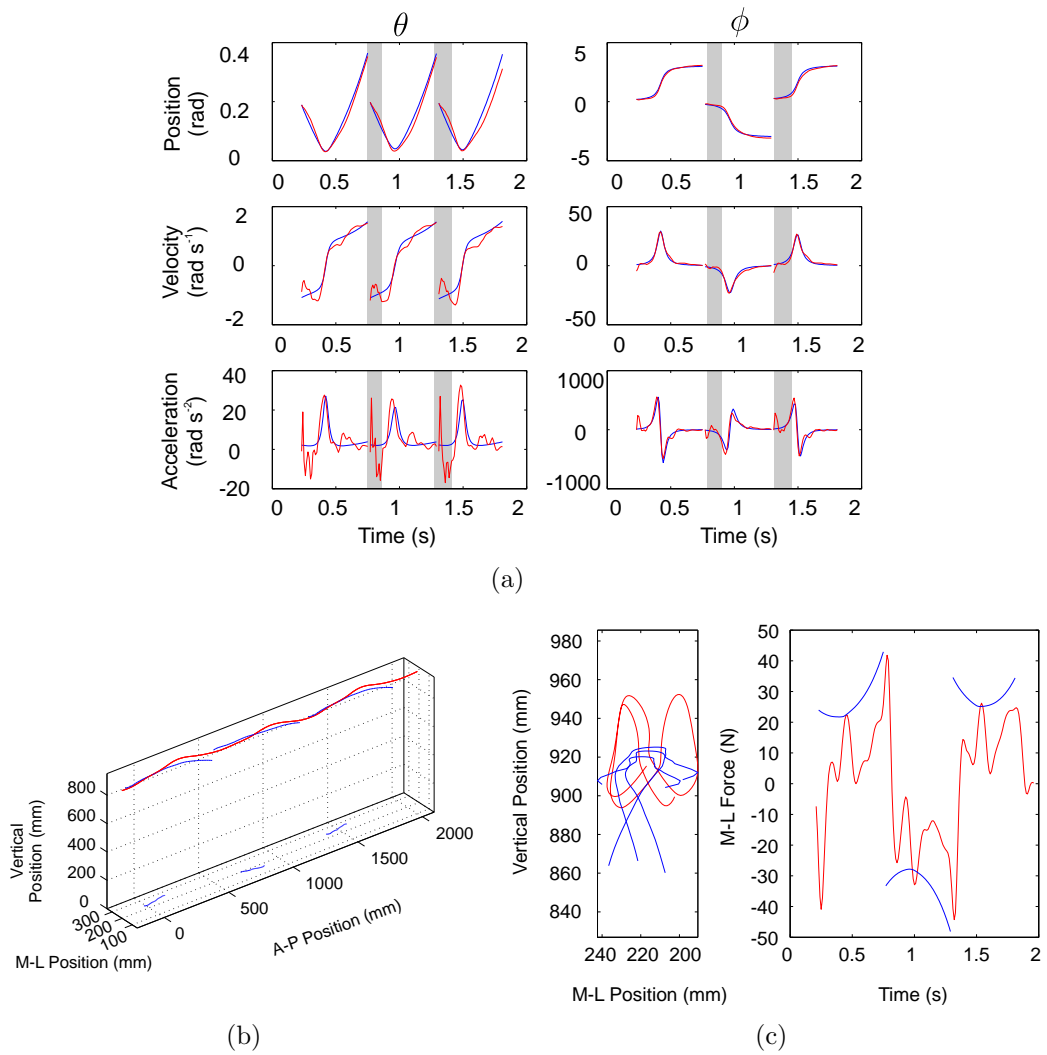 θ
ϕ
Position
(rad)
0.4
0.2
0
0 0.5 1 1.5 2
5
0
-5
0 0.5 1 1.5 2
Velocity
(rad s-1)
2
0
-2
0 0.5 1 1.5 2
50
0
-50
0 0.5 1 1.5 2
Acceleration
(rad s-2)
40
20
0
-20
0 0.5 1 1.5 2
Time (s)
1000
0
-1000
0 0.5 1 1.5 2
Time (s)
(a)
Vertical
Position (mm)
800
600
400
200
0
300
200
100
M-L Position (mm)
0
500
1000
1500
2000
A-P Position (mm)
(b)
Vertical Position (mm)
980
960
940
920
900
880
860
840
240 220 200
M-L Position (mm)
M-L Force (N)
50
40
30
20
10
0
-10
-20
-30
-40
-50
0 0.5 1 1.5 2
Time (s)
(c)